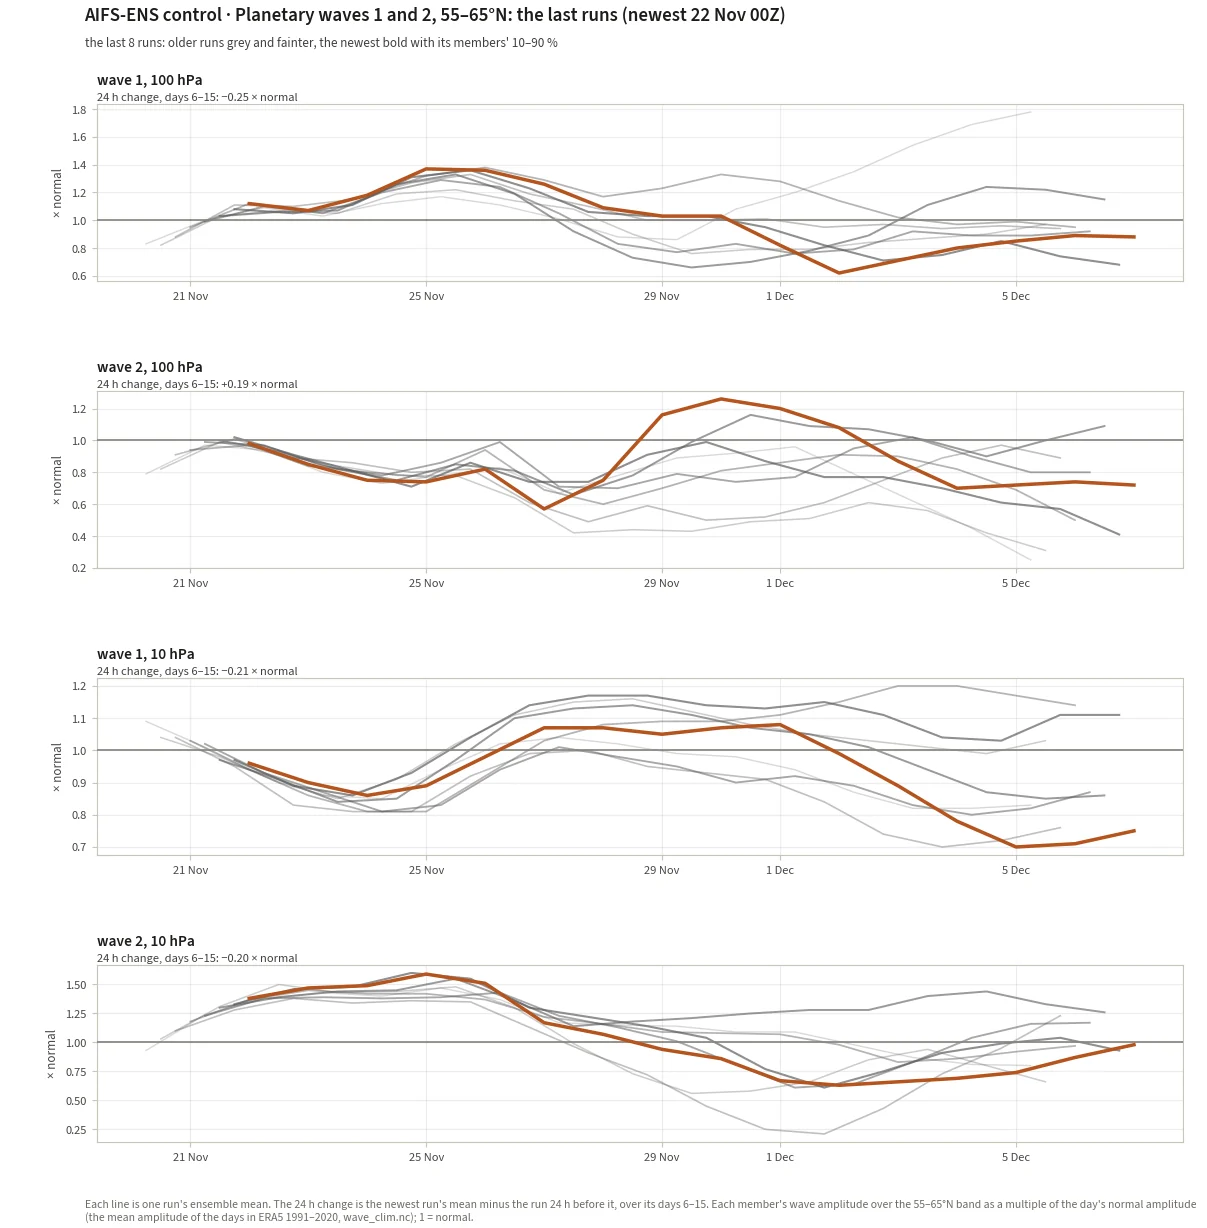 AIFS-ENS control · Planetary waves 1 and 2, 55–65°N: the last runs (newest 22 Nov 00Z)
the last 8 runs: older runs grey and fainter, the newest bold with its members' 10–90 %
wave 1, 100 hPa
24 h change, days 6–15: −0.25 × normal
1.8
1.6
1.4
1.2
1.0
0.8
0.6
× normal
21 Nov
25 Nov
29 Nov
1 Dec
5 Dec
wave 2, 100 hPa
24 h change, days 6–15: +0.19 × normal
1.2
1.0
0.8
0.6
0.4
0.2
× normal
21 Nov
25 Nov
29 Nov
1 Dec
5 Dec
wave 1, 10 hPa
24 h change, days 6–15: −0.21 × normal
1.2
1.1
1.0
0.9
0.8
0.7
× normal
21 Nov
25 Nov
29 Nov
1 Dec
5 Dec
wave 2, 10 hPa
24 h change, days 6–15: −0.20 × normal
1.50
1.25
1.00
0.75
0.50
0.25
× normal
21 Nov
25 Nov
29 Nov
1 Dec
5 Dec
Each line is one run's ensemble mean. The 24 h change is the newest run's mean minus the run 24 h before it, over its days 6–15. Each member's wave amplitude over the 55–65°N band as a multiple of the day's normal amplitude
(the mean amplitude of the days in ERA5 1991–2020, wave_clim.nc); 1 = normal.